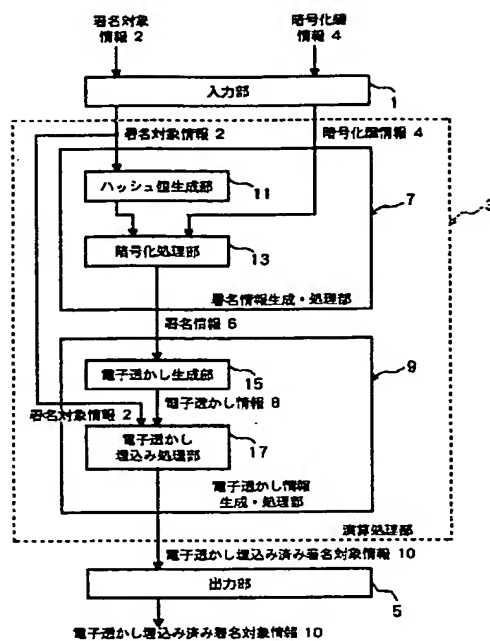 署名対象
情報 2
暗号化鍵
情報 4
入力部
1
署名対象情報 2
暗号化鍵情報 4
3
ハッシュ値生成部
11
7
暗号化処理部
13
署名情報生成・処理部
署名情報 6
電子透かし生成部
15
9
署名対象情報 2
電子透かし情報 8
電子透かし
埋込み処理部
17
電子透かし情報
生成・処理部
演算処理部
電子透かし埋込み済み署名対象情報 10
出力部
5
電子透かし埋込み済み署名対象情報 10